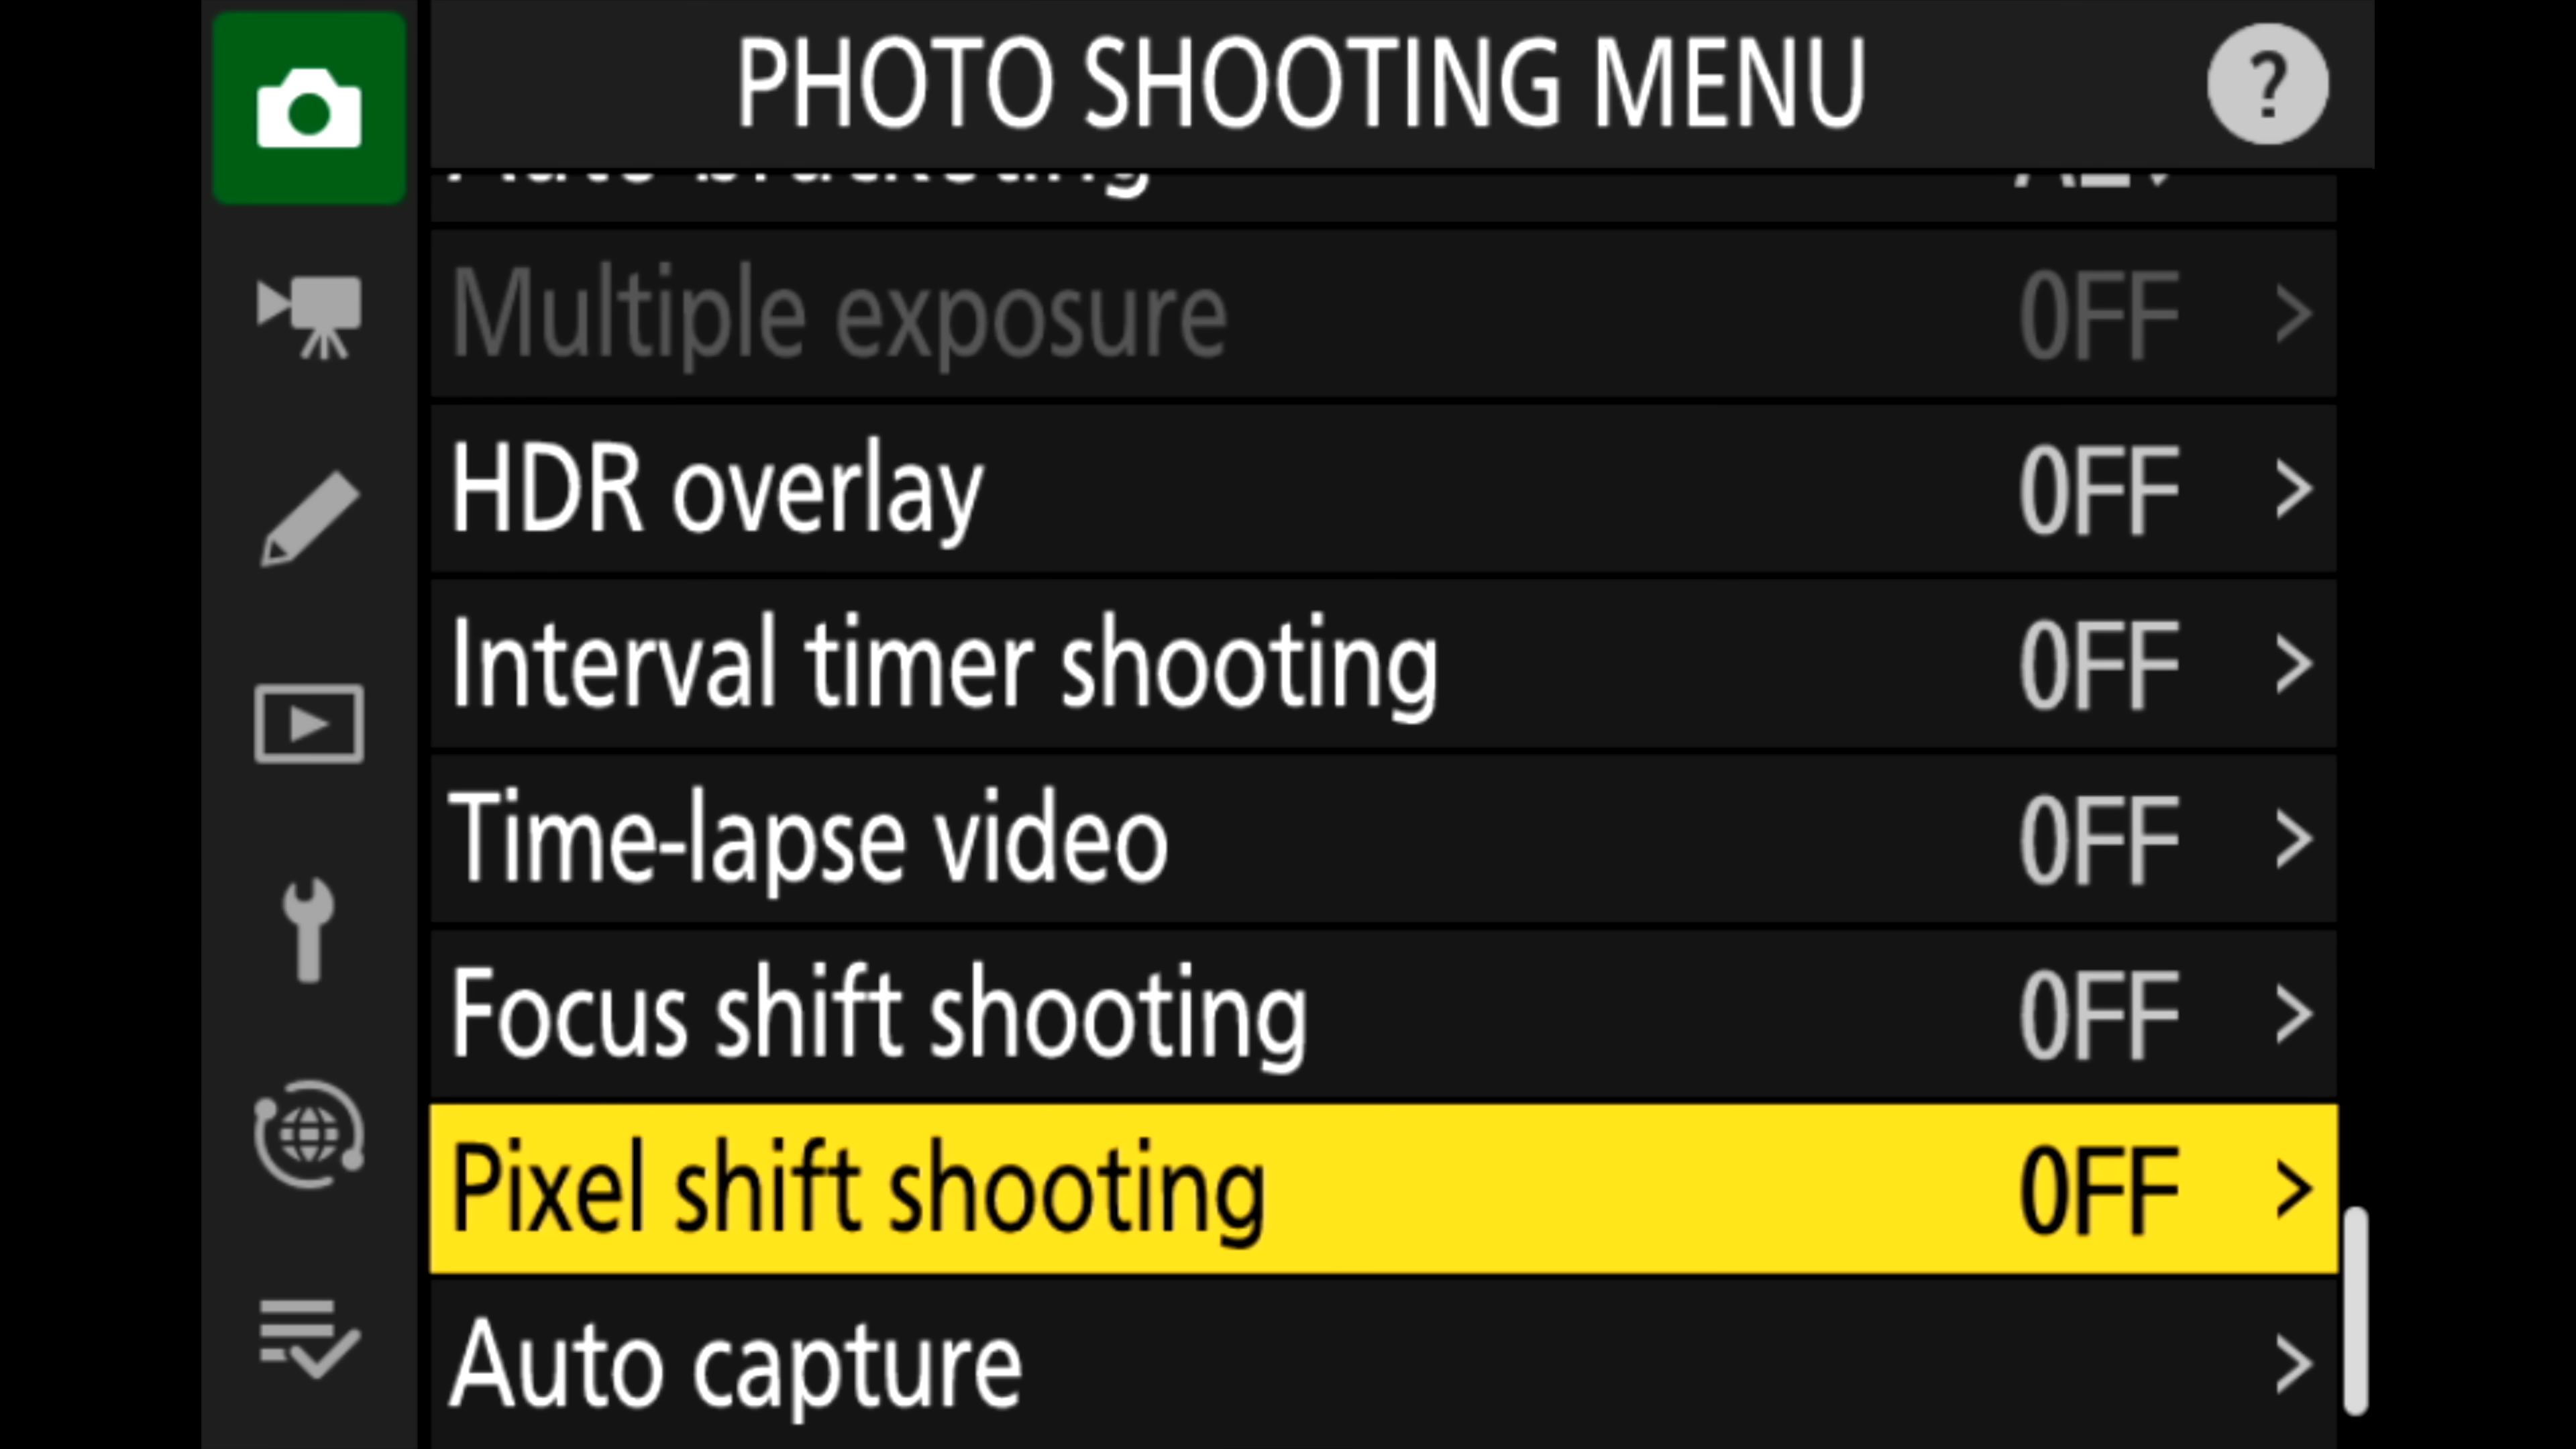 PHOTO SHOOTING MENU ?
Multiple exposure OFF >
HDR overlay OFF >
Interval timer shooting OFF >
Time-lapse video OFF >
Focus shift shooting OFF >
Pixel shift shooting OFF >
Auto capture >